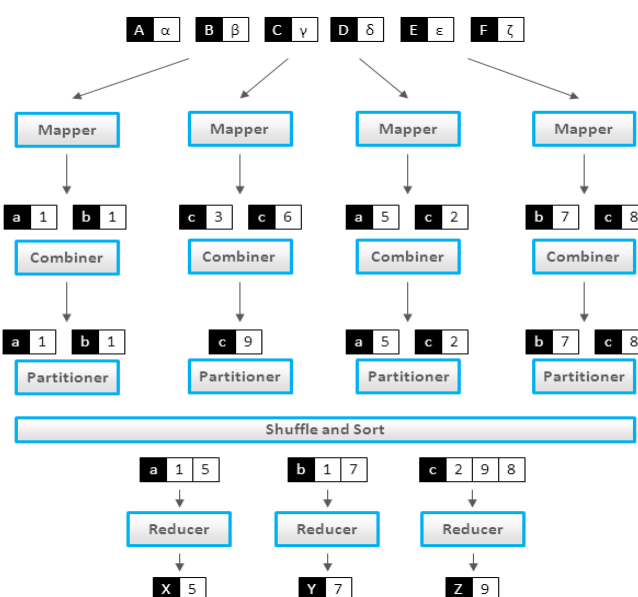 A α B β C γ D δ E ε F ζ
Mapper Mapper Mapper Mapper
a 1 b 1 c 3 c 6 a 5 c 2 b 7 c 8
Combiner Combiner Combiner Combiner
a 1 b 1 c 9 a 5 c 2 b 7 c 8
Partitioner Partitioner Partitioner Partitioner
Shuffle and Sort
a 1 5 b 1 7 c 2 9 8
Reducer Reducer Reducer
X 5 Y 7 Z 9